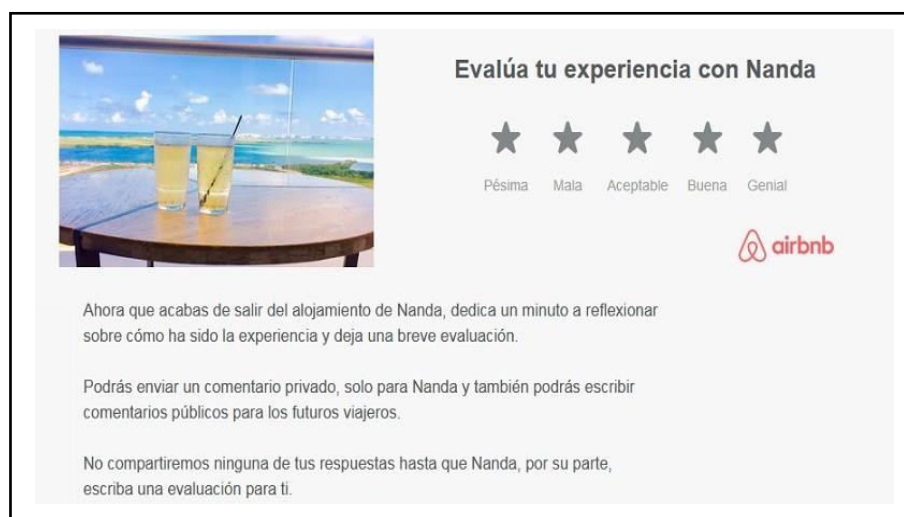 Evalúa tu experiencia con Nanda
Pésima Mala Aceptable Buena Genial
airbnb
Ahora que acabas de salir del alojamiento de Nanda, dedica un minuto a reflexionar
sobre cómo ha sido la experiencia y deja una breve evaluación.
Podrás enviar un comentario privado, solo para Nanda y también podrás escribir
comentarios públicos para los futuros viajeros.
No compartiremos ninguna de tus respuestas hasta que Nanda, por su parte,
escriba una evaluación para ti.